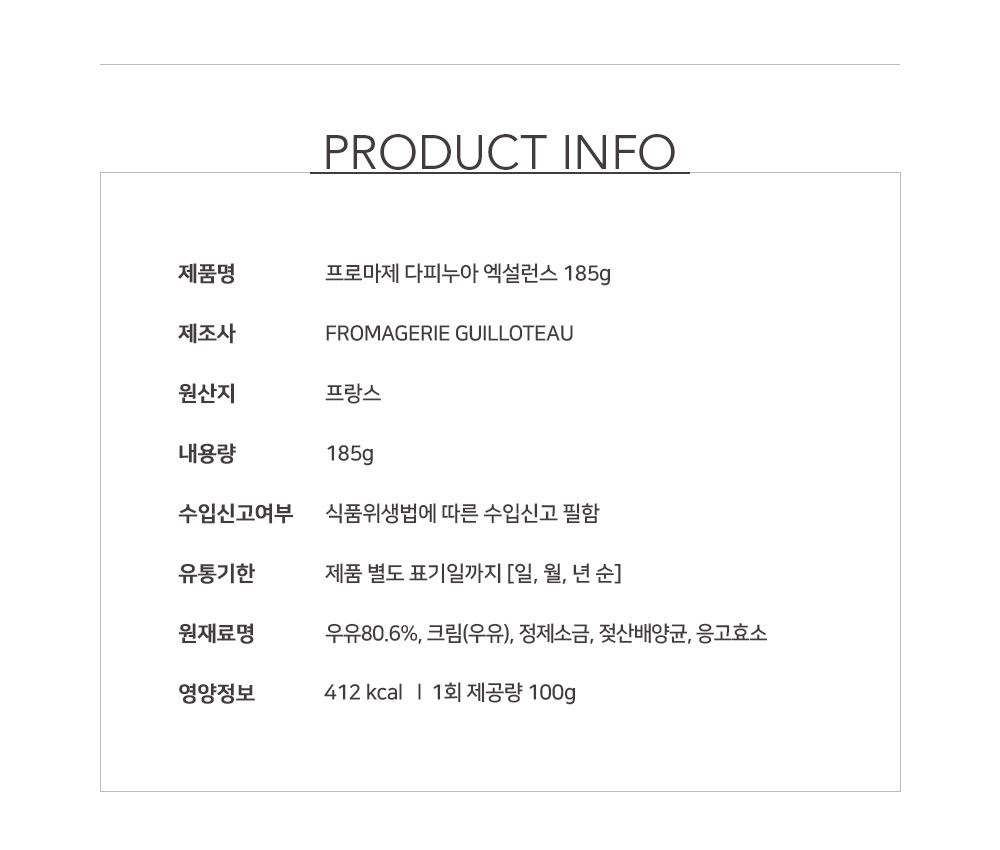 PRODUCT INFO
제품명 프로마제 다피누아 엑설런스 185g
제조사 FROMAGERIE GUILLOTEAU
원산지 프랑스
내용량 185g
수입신고여부 식품위생법에 따른 수입신고 필함
유통기한 제품 별도 표기일까지 [일, 월, 년 순]
원재료명 우유80.6%, 크림(우유), 정제소금, 젖산배양균, 응고효소
영양정보 412 kcal ㅣ 1회 제공량 100g